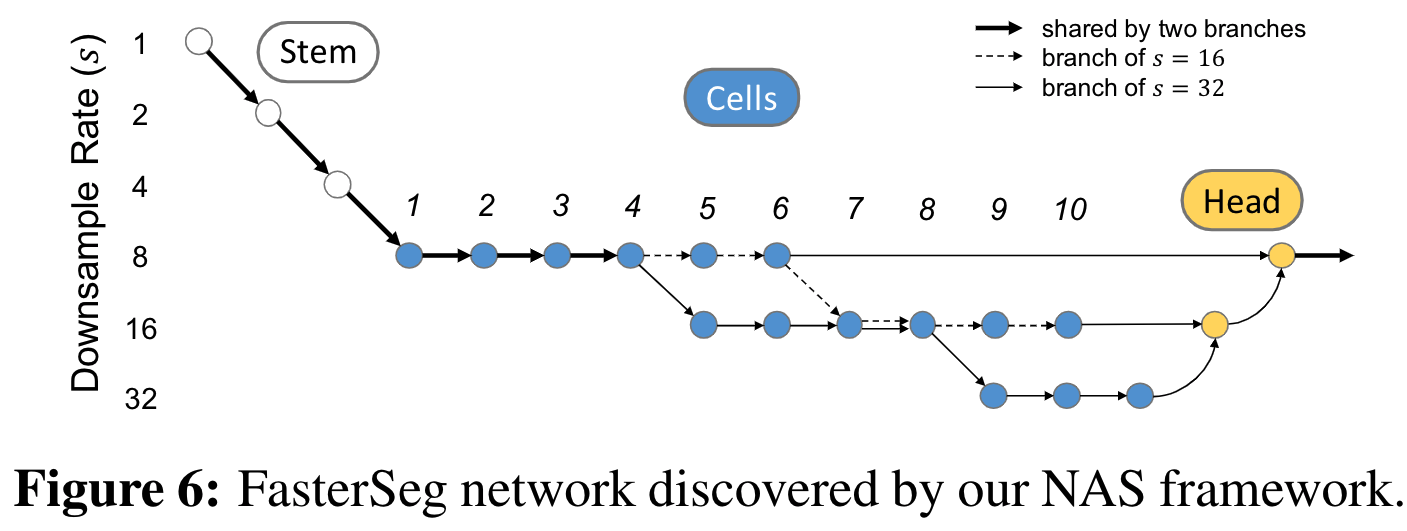 Downsample Rate (s)
1
2
4
8
16
32
Stem
Cells
shared by two branches
branch of s = 16
branch of s = 32
1 2 3 4 5 6 7 8 9 10
Head
Figure 6: FasterSeg network discovered by our NAS framework.